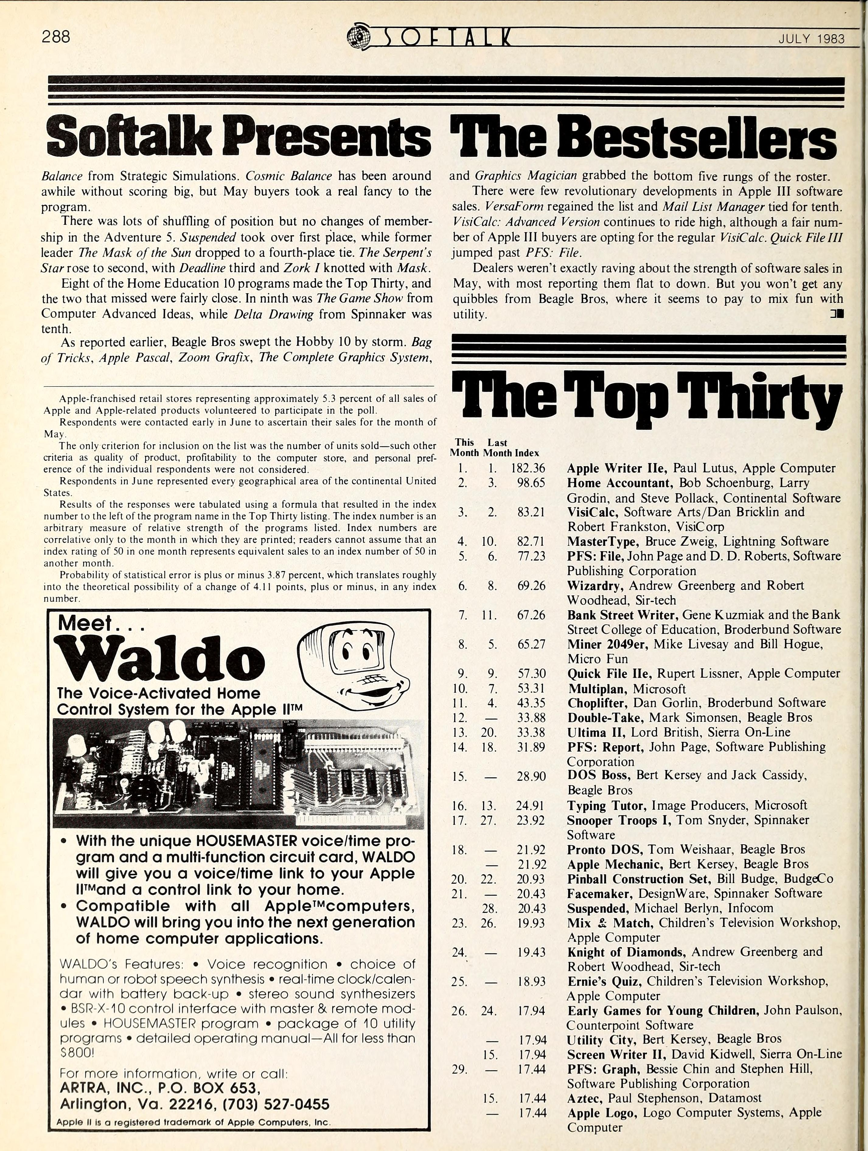 288
SOFTALK
JULY 1983
Softalk Presents The Bestsellers
Balance from Strategic Simulations. Cosmic Balance has been around
awhile without scoring big, but May buyers took a real fancy to the
program.
There was lots of shuffling of position but no changes of member-
ship in the Adventure 5. Suspended took over first place, while former
leader The Mask of the Sun dropped to a fourth-place tie. The Serpent's
Star rose to second, with Deadline third and Zork I knotted with Mask.
Eight of the Home Education 10 programs made the Top Thirty, and
the two that missed were fairly close. In ninth was The Game Show from
Computer Advanced Ideas, while Delta Drawing from Spinnaker was
tenth.
As reported earlier, Beagle Bros swept the Hobby 10 by storm. Bag
of Tricks, Apple Pascal, Zoom Grafix, The Complete Graphics System,
and Graphics Magician grabbed the bottom five rungs of the roster.
There were few revolutionary developments in Apple III software
sales. VersaForm regained the list and Mail List Manager tied for tenth.
VisiCalc: Advanced Version continues to ride high, although a fair num-
ber of Apple III buyers are opting for the regular VisiCalc. Quick File III
jumped past PFS: File.
Dealers weren't exactly raving about the strength of software sales in
May, with most reporting them flat to down. But you won't get any
quibbles from Beagle Bros, where it seems to pay to mix fun with
utility.
Apple-franchised retail stores representing approximately 5.3 percent of all sales of
Apple and Apple-related products volunteered to participate in the poll.
Respondents were contacted early in June to ascertain their sales for the month of
May.
The only criterion for inclusion on the list was the number of units sold—such other
criteria as quality of product, profitability to the computer store, and personal pref-
erence of the individual respondents were not considered.
Respondents in June represented every geographical area of the continental United
States.
Results of the responses were tabulated using a formula that resulted in the index
number to the left of the program name in the Top Thirty listing. The index number is an
arbitrary measure of relative strength of the programs listed. Index numbers are
correlative only to the month in which they are printed; readers cannot assume that an
index rating of 50 in one month represents equivalent sales to an index number of 50 in
another month.
Probability of statistical error is plus or minus 3.87 percent, which translates roughly
into the theoretical possibility of a change of 4.11 points, plus or minus, in any index
number.
Meet...
Waldo
The Voice-Activated Home
Control System for the Apple II™
• With the unique HOUSEMASTER voice/time pro-
gram and a multi-function circuit card, WALDO
will give you a voice/time link to your Apple
II™and a control link to your home.
• Compatible with all Apple™computers,
WALDO will bring you into the next generation
of home computer applications.
WALDO's Features: • Voice recognition • choice of
human or robot speech synthesis • real-time clock/calen-
dar with battery back-up • stereo sound synthesizers
• BSR-X-10 control interface with master & remote mod-
ules • HOUSEMASTER program • package of 10 utility
programs • detailed operating manual—All for less than
$800!
For more information, write or call:
ARTRA, INC., P.O. BOX 653,
Arlington, Va. 22216, (703) 527-0455
Apple II is a registered trademark of Apple Computers, Inc.
The Top Thirty
This Last
Month Month Index
1. 1. 182.36 Apple Writer IIe, Paul Lutus, Apple Computer
2. 3. 98.65 Home Accountant, Bob Schoenburg, Larry
Grodin, and Steve Pollack, Continental Software
3. 2. 83.21 VisiCalc, Software Arts/Dan Bricklin and
Robert Frankston, VisiCorp
4. 10. 82.71 MasterType, Bruce Zweig, Lightning Software
5. 6. 77.23 PFS: File, John Page and D. D. Roberts, Software
Publishing Corporation
6. 8. 69.26 Wizardry, Andrew Greenberg and Robert
Woodhead, Sir-tech
7. 11. 67.26 Bank Street Writer, Gene Kuzmiak and the Bank
Street College of Education, Broderbund Software
8. 5. 65.27 Miner 2049er, Mike Livesay and Bill Hogue,
Micro Fun
9. 9. 57.30 Quick File IIe, Rupert Lissner, Apple Computer
10. 7. 53.31 Multiplan, Microsoft
11. 4. 43.35 Choplifter, Dan Gorlin, Broderbund Software
12. — 33.88 Double-Take, Mark Simonsen, Beagle Bros
13. 20. 33.38 Ultima II, Lord British, Sierra On-Line
14. 18. 31.89 PFS: Report, John Page, Software Publishing
Corporation
15. — 28.90 DOS Boss, Bert Kersey and Jack Cassidy,
Beagle Bros
16. 13. 24.91 Typing Tutor, Image Producers, Microsoft
17. 27. 23.92 Snooper Troops I, Tom Snyder, Spinnaker
Software
18. — 21.92 Pronto DOS, Tom Weishaar, Beagle Bros
— 21.92 Apple Mechanic, Bert Kersey, Beagle Bros
20. 22. 20.93 Pinball Construction Set, Bill Budge, BudgeCo
21. — 20.43 Facemaker, DesignWare, Spinnaker Software
28. 20.43 Suspended, Michael Berlyn, Infocom
23. 26. 19.93 Mix & Match, Children's Television Workshop,
Apple Computer
24. — 19.43 Knight of Diamonds, Andrew Greenberg and
Robert Woodhead, Sir-tech
25. — 18.93 Ernie's Quiz, Children's Television Workshop,
Apple Computer
26. 24. 17.94 Early Games for Young Children, John Paulson,
Counterpoint Software
— 17.94 Utility City, Bert Kersey, Beagle Bros
15. 17.94 Screen Writer II, David Kidwell, Sierra On-Line
29. — 17.44 PFS: Graph, Bessie Chin and Stephen Hill,
Software Publishing Corporation
15. 17.44 Aztec, Paul Stephenson, Datamost
— 17.44 Apple Logo, Logo Computer Systems, Apple
Computer